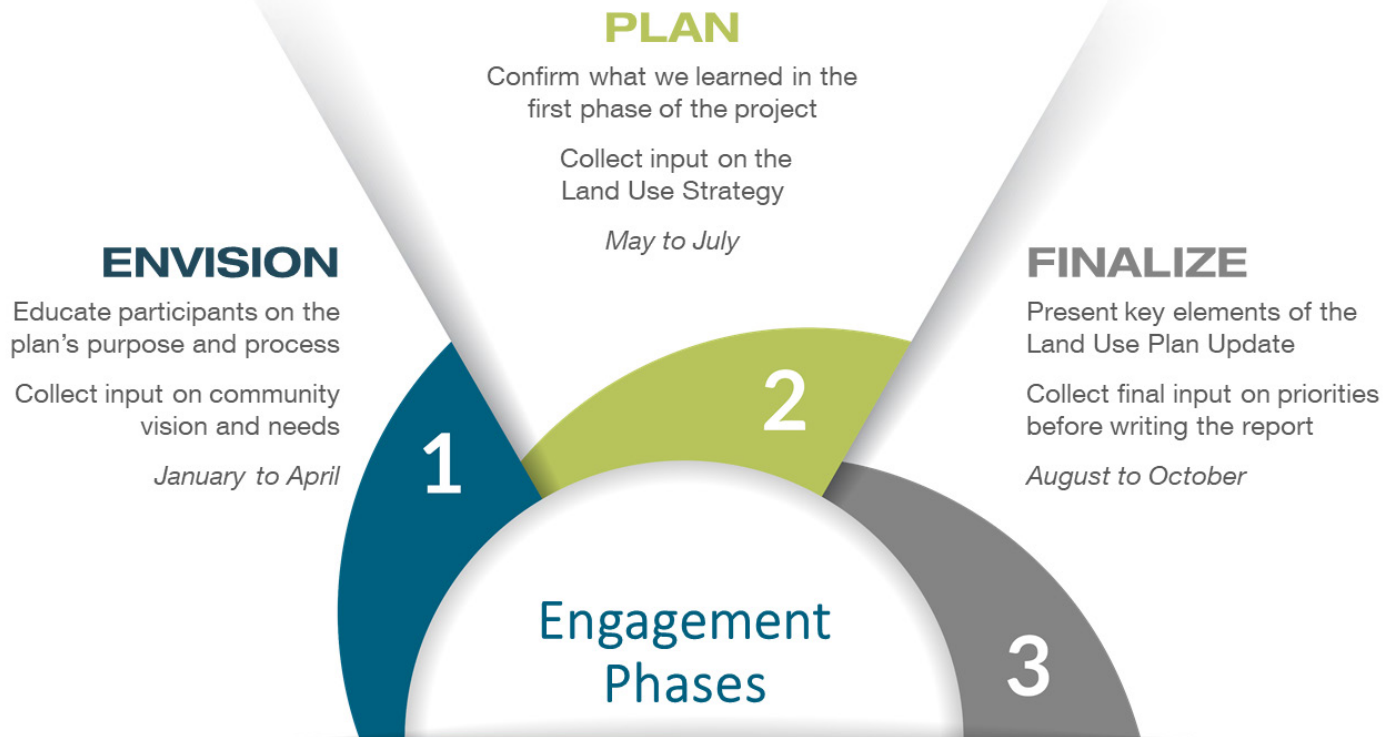 ENVISION
Educate participants on the
plan's purpose and process
Collect input on community
vision and needs
January to April
1
PLAN
Confirm what we learned in the
first phase of the project
Collect input on the
Land Use Strategy
May to July
2
FINALIZE
Present key elements of the
Land Use Plan Update
Collect final input on priorities
before writing the report
August to October
3
Engagement
Phases